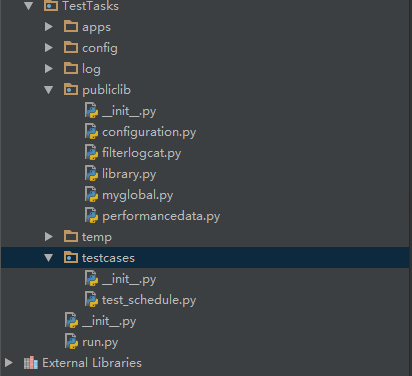 TestTasks
apps
config
log
publiclib
__init__.py
configuration.py
filterlogcat.py
library.py
myglobal.py
performancedata.py
temp
testcases
__init__.py
test_schedule.py
__init__.py
run.py
External Libraries